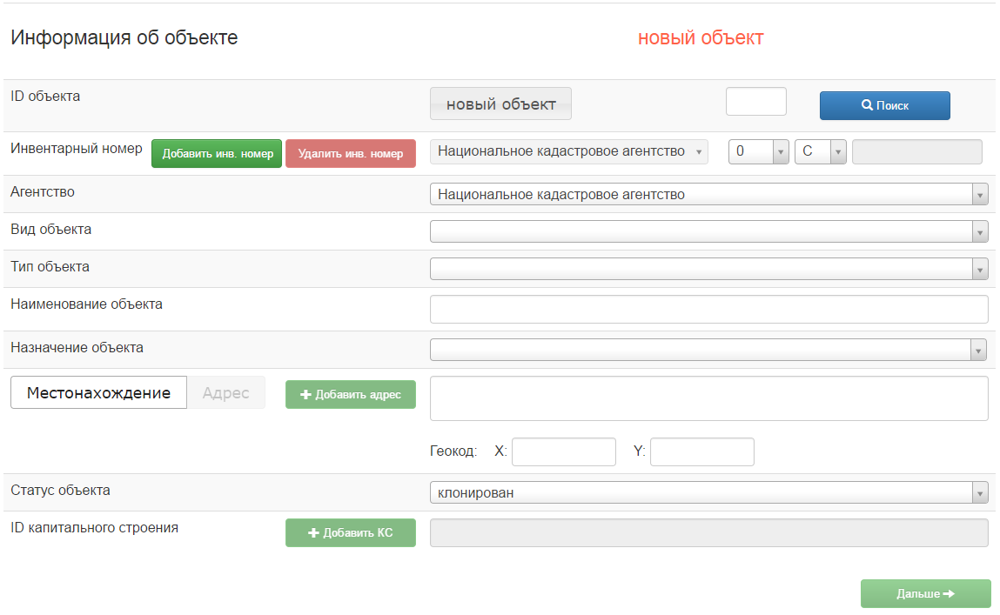 Информация об объекте новый объект
ID объекта новый объект Поиск
Инвентарный номер Добавить инв. номер Удалить инв. номер Национальное кадастровое агентство 0 С
Агентство Национальное кадастровое агентство
Вид объекта
Тип объекта
Наименование объекта
Назначение объекта
Местонахождение Адрес Добавить адрес
Геокод: X: Y:
Статус объекта клонирован
ID капитального строения Добавить КС
Дальше